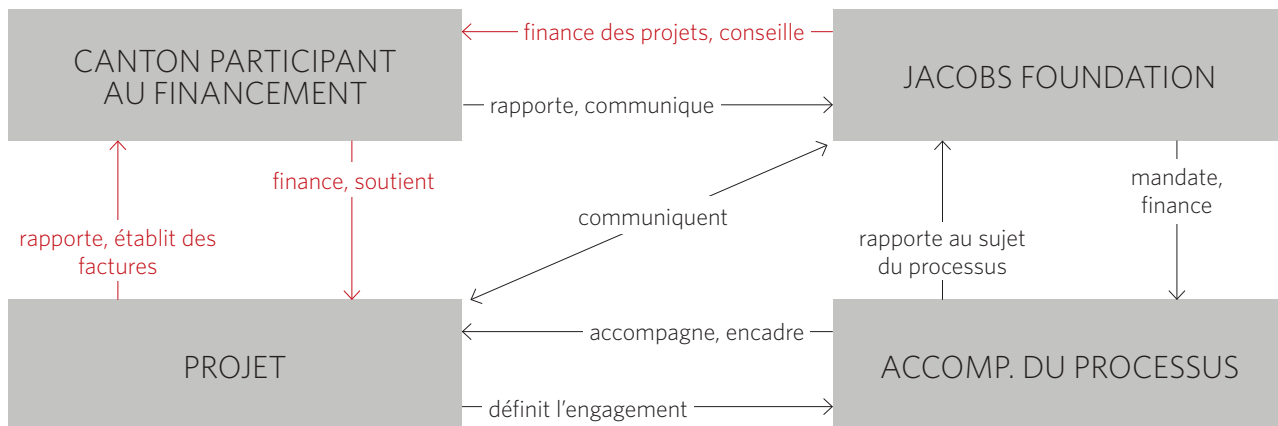 finance des projets, conseille
CANTON PARTICIPANT
AU FINANCEMENT
JACOBS FOUNDATION
rapporte, communique
finance, soutient
mandate,
finance
communiquent
rapporte, établit des
factures
rapporte au sujet
du processus
accompagne, encadre
PROJET
ACCOMP. DU PROCESSUS
définit l'engagement